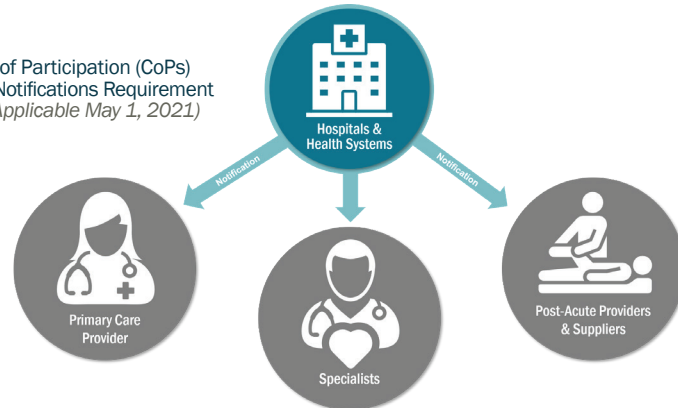 of Participation (CoPs)
Notifications Requirement
Applicable May 1, 2021)
Hospitals &
Health Systems
Notification
Notification
Primary Care
Provider
Specialists
Post-Acute Providers
& Suppliers